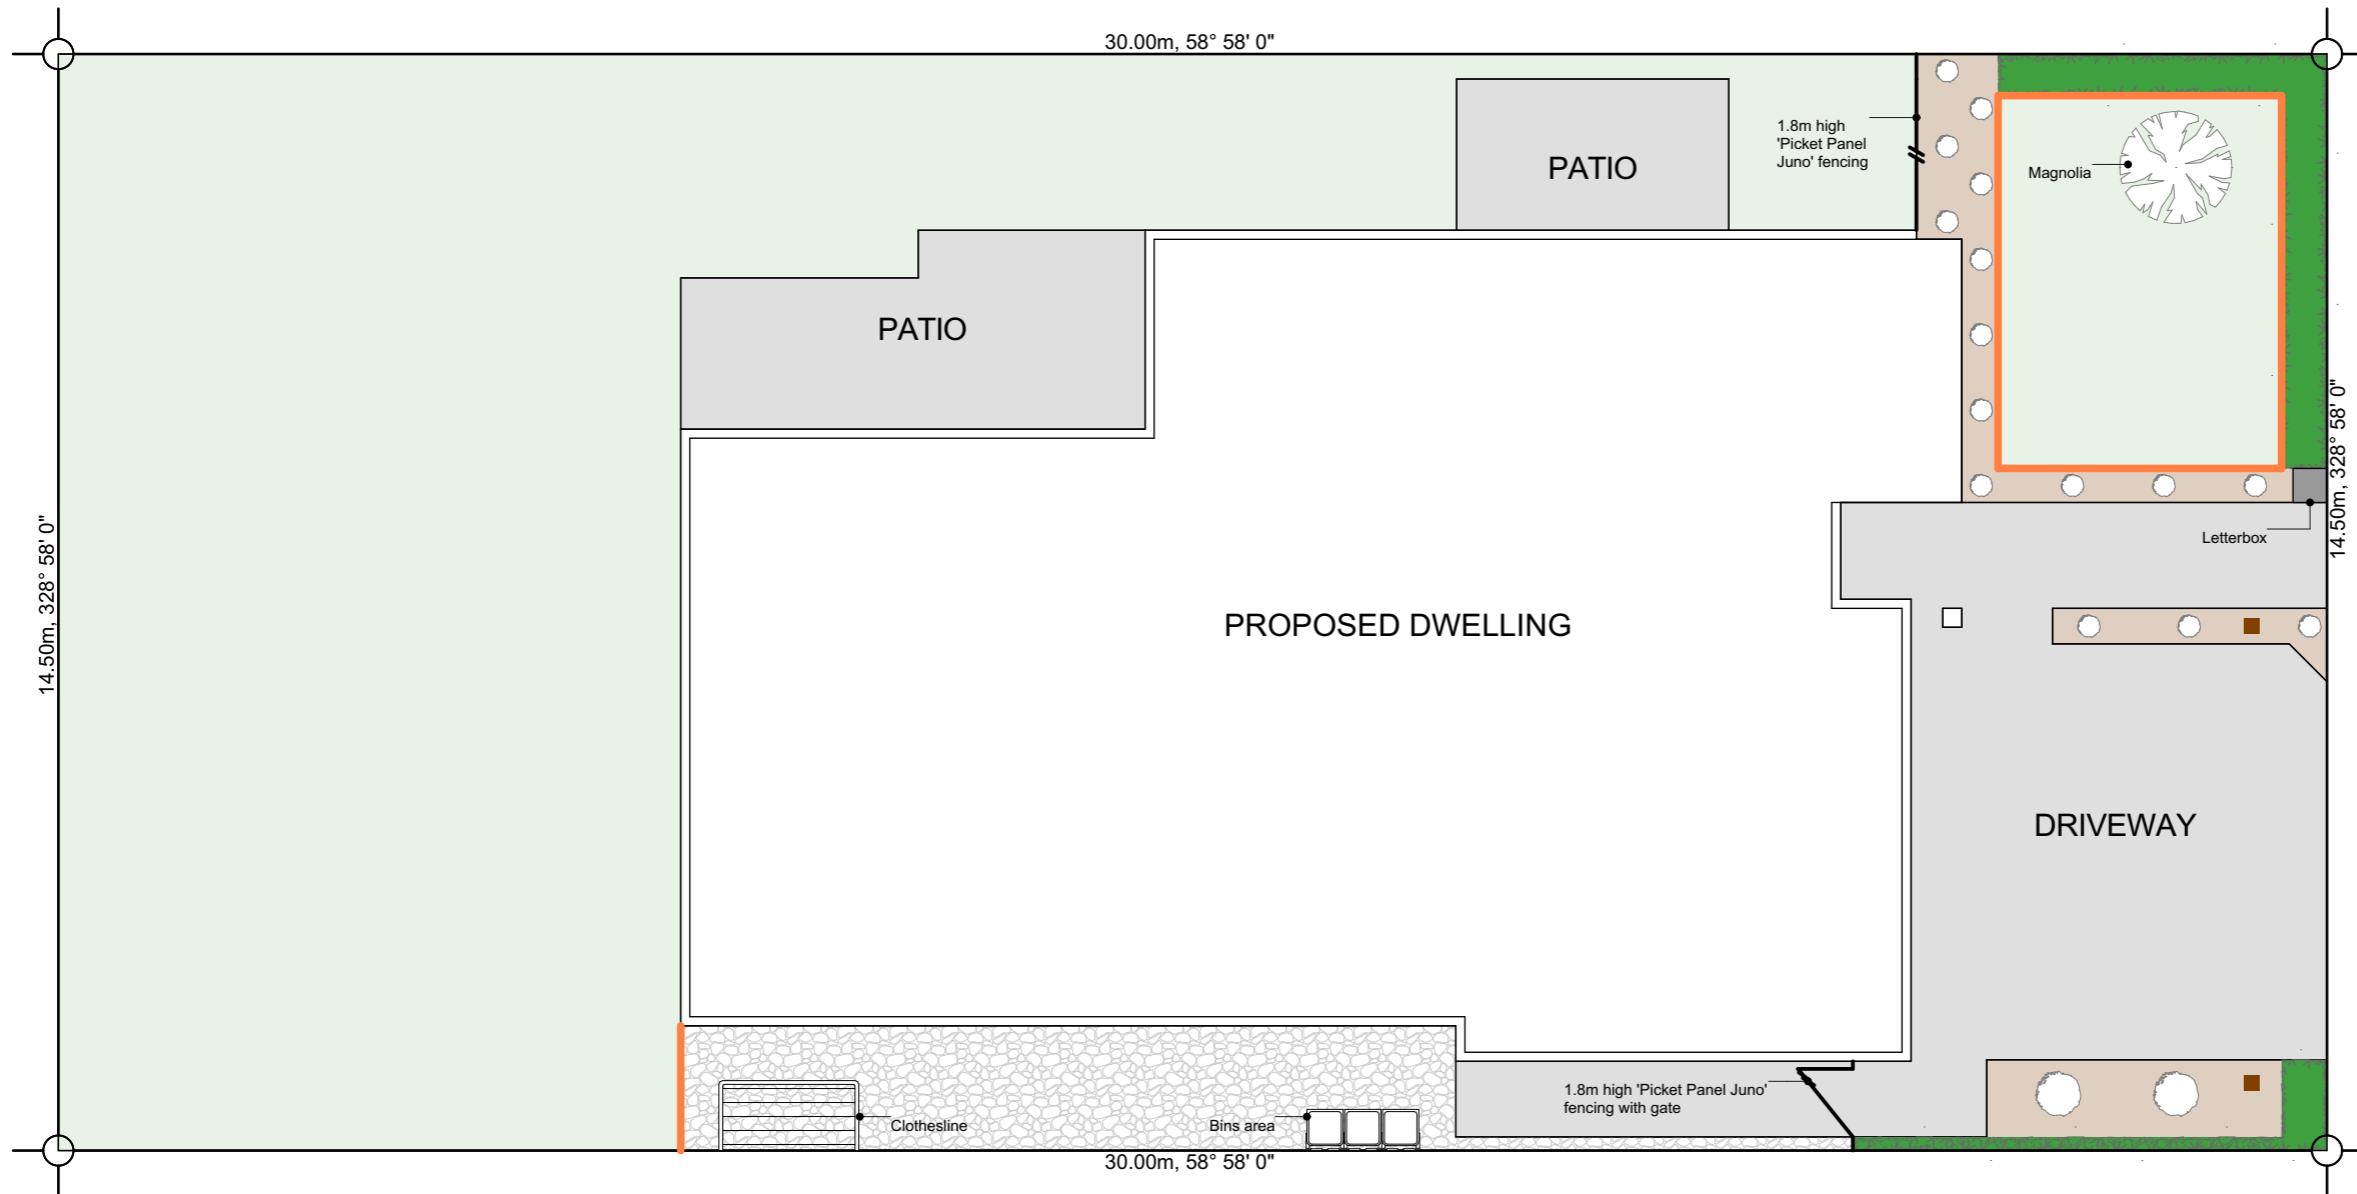 30.00m, 58° 58' 0"
1.8m high
'Picket Panel
Juno' fencing
PATIO
Magnolia
PATIO
14.50m, 328° 58' 0"
Letterbox
14.50m, 328° 58' 0"
PROPOSED DWELLING
DRIVEWAY
1.8m high 'Picket Panel Juno'
fencing with gate
Clothesline
Bins area
30.00m, 58° 58' 0"